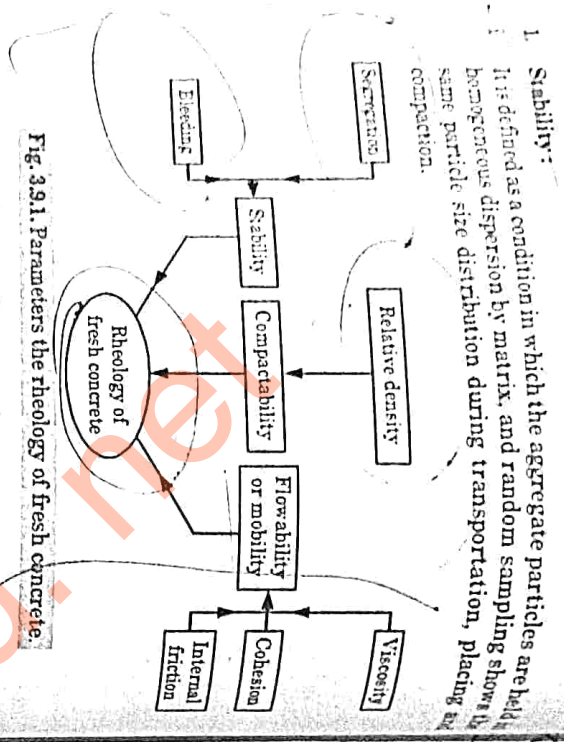 1. Stability:
It is defined as a condition in which the aggregate particles are held
homogeneous dispersion by matrix, and random sampling shows
same particle size distribution during transportation, placing
compaction.
Segregation
Bleeding
Stability
Relative density
Compactability
Viscosity
Cohesion
Internal
friction
Flowability
or mobility
Rheology of
fresh concrete
Fig. 3.9.1. Parameters the rheology of fresh concrete.
net